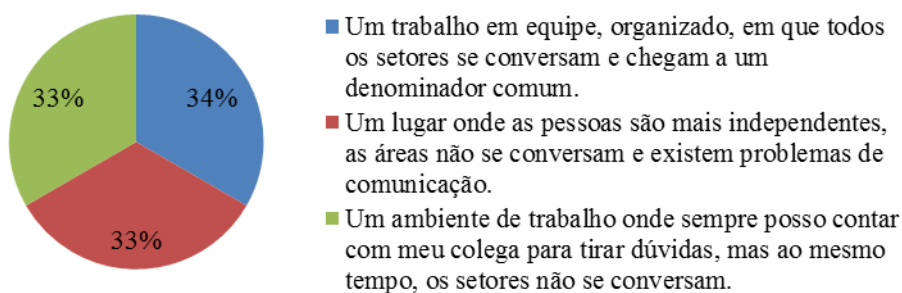 33%
34%
33%
Um trabalho em equipe, organizado, em que todos
os setores se conversam e chegam a um
denominador comum.
Um lugar onde as pessoas são mais independentes,
as áreas não se conversam e existem problemas de
comunicação.
Um ambiente de trabalho onde sempre posso contar
com meu colega para tirar dúvidas, mas ao mesmo
tempo, os setores não se conversam.